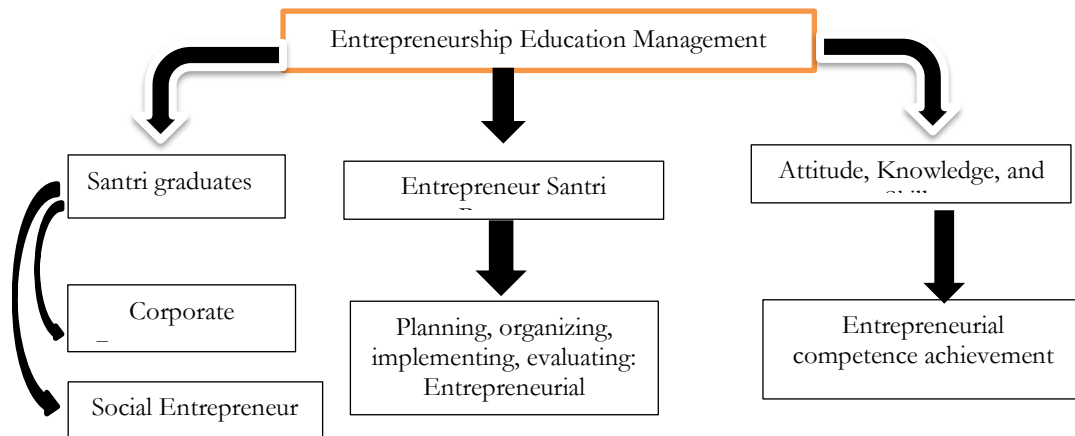 Entrepreneurship Education Management
Santri graduates
Entrepreneur Santri
Attitude, Knowledge, and
Corporate
Planning, organizing,
implementing, evaluating:
Entrepreneurial
Entrepreneurial
competence achievement
Social Entrepreneur